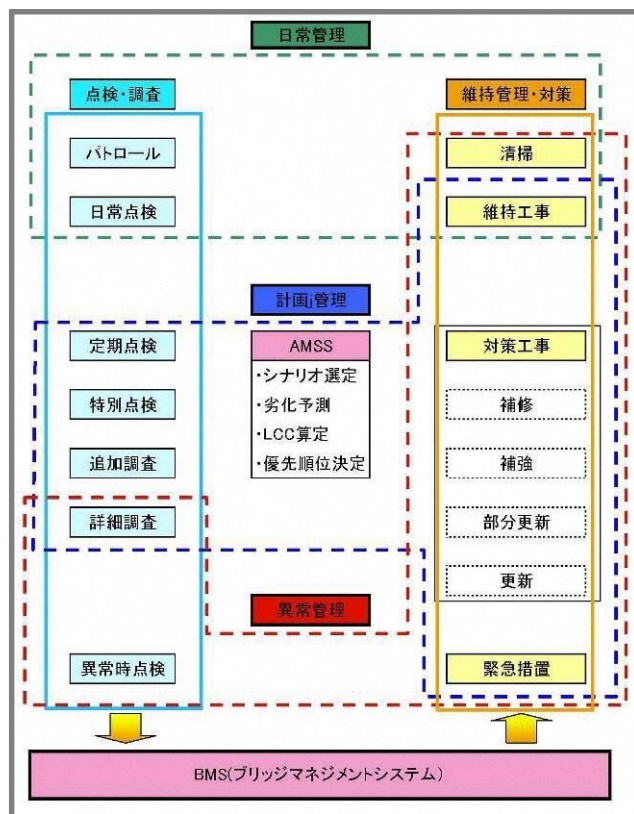 日常管理
点検・調査
維持管理・対策
パトロール
清掃
日常点検
維持工事
計画j管理
定期点検
AMSS
対策工事
・シナリオ選定
・劣化予測
・LCC算定
・優先順位決定
特別点検
補修
追加調査
補強
詳細調査
部分更新
更新
異常管理
異常時点検
緊急措置
BMS(ブリッジマネジメントシステム)